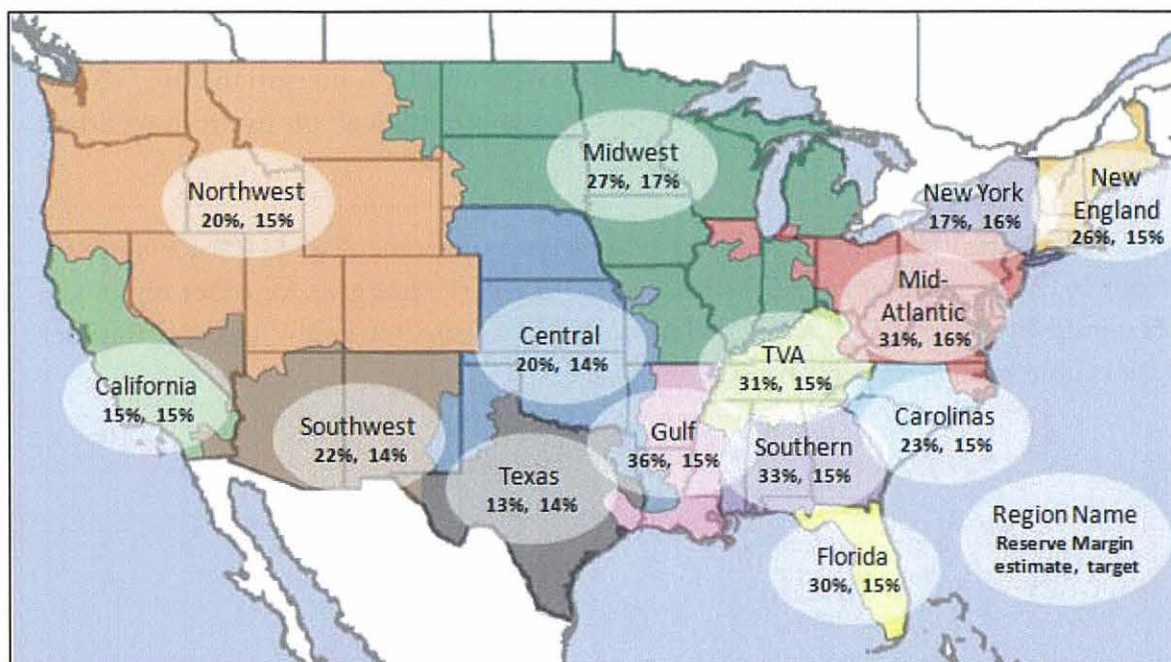 Midwest
27%, 17%
Northwest
20%, 15%
New York
17%, 16%
New
England
26%, 15%
Mid-
Atlantic
31%, 16%
Central
20%, 14%
TVA
31%, 15%
California
15%, 15%
Southwest
22%, 14%
Gulf
36%, 15%
Carolinas
23%, 15%
Southern
33%, 15%
Texas
13%, 14%
Florida
30%, 15%
Region Name
Reserve Margin
estimate, target